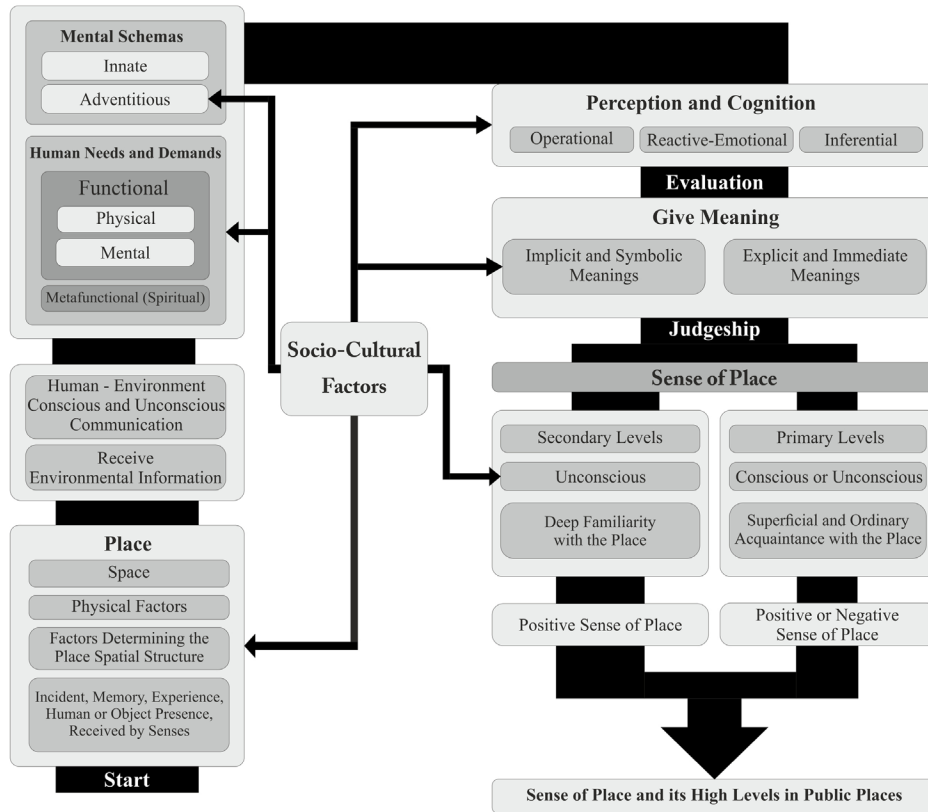 Mental Schemas
Innate
Adventitious
Human Needs and Demands
Functional
Physical
Mental
Metafunctional (Spiritual)
Human - Environment
Conscious and Unconscious
Communication
Receive
Environmental Information
Place
Space
Physical Factors
Factors Determining the
Place Spatial Structure
Incident, Memory, Experience,
Human or Object Presence,
Received by Senses
Start
Socio-Cultural
Factors
Perception and Cognition
Operational
Reactive-Emotional
Inferential
Evaluation
Give Meaning
Implicit and Symbolic
Meanings
Explicit and Immediate
Meanings
Judgeship
Sense of Place
Secondary Levels
Unconscious
Deep Familiarity
with the Place
Positive Sense of Place
Primary Levels
Conscious or Unconscious
Superficial and Ordinary
Acquaintance with the Place
Positive or Negative
Sense of Place
Sense of Place and its High Levels in Public Places